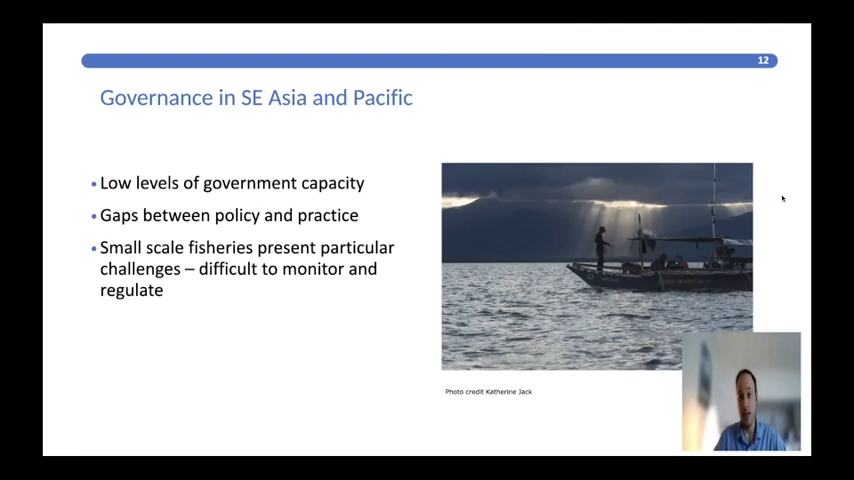 12
Governance in SE Asia and Pacific
• Low levels of government capacity
• Gaps between policy and practice
• Small scale fisheries present particular
challenges – difficult to monitor and
regulate
Photo credit Katherine Jack